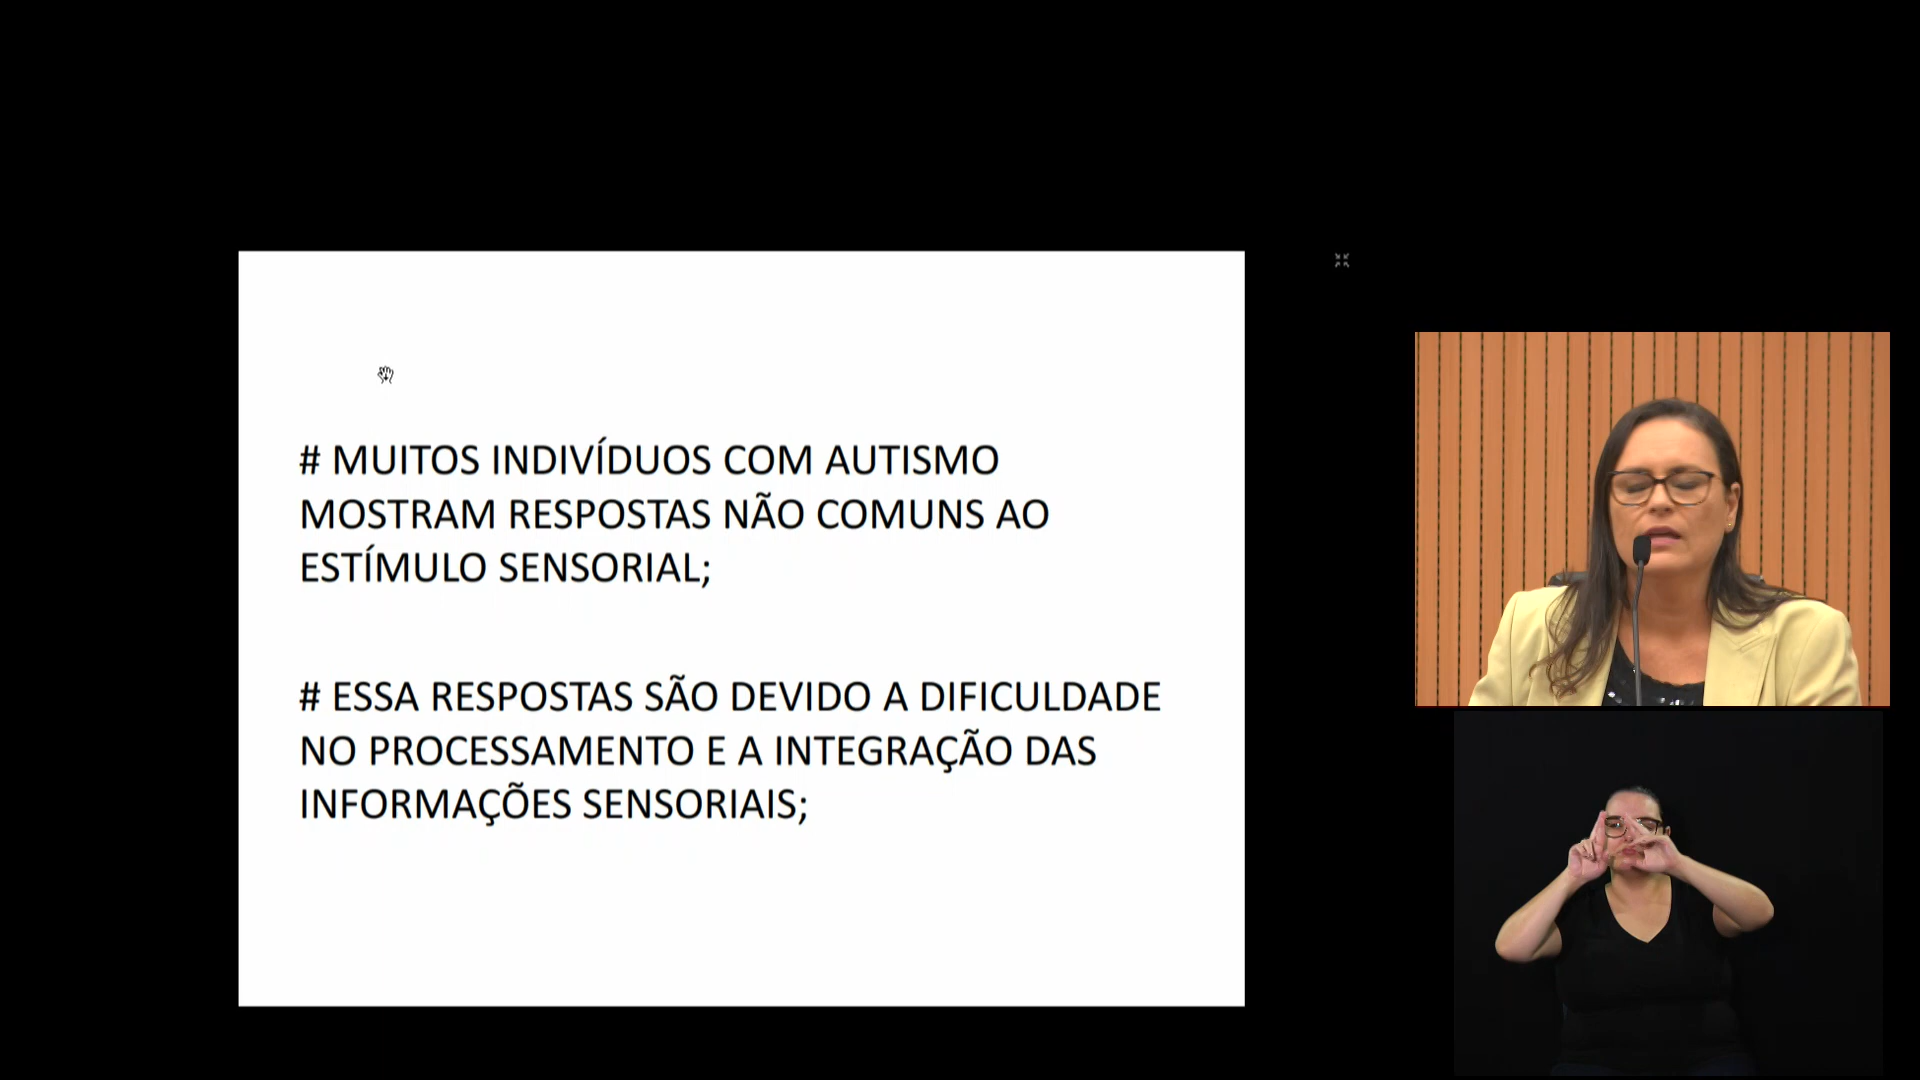 # MUITOS INDIVÍDUOS COM AUTISMO
MOSTRAM RESPOSTAS NÃO COMUNS AO
ESTÍMULO SENSORIAL;
# ESSA RESPOSTAS SÃO DEVIDO A DIFICULDADE
NO PROCESSAMENTO E A INTEGRAÇÃO DAS
INFORMAÇÕES SENSORIAIS;